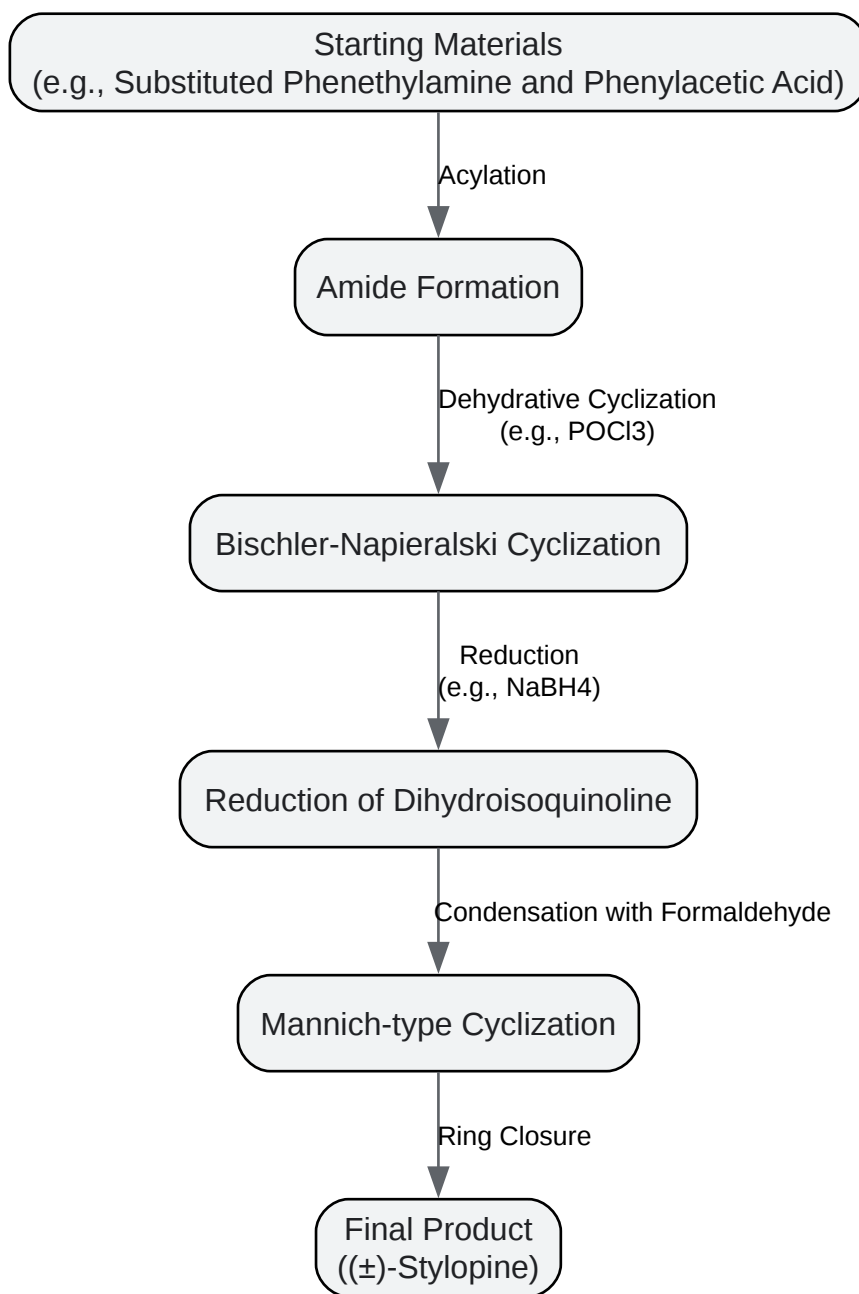 Starting Materials
(e.g., Substituted Phenethylamine and Phenylacetic Acid)
Acylation
Amide Formation
Dehydrative Cyclization
(e.g., POCl3)
Bischler-Napieralski Cyclization
Reduction
(e.g., NaBH4)
Reduction of Dihydroisoquinoline
Condensation with Formaldehyde
Mannich-type Cyclization
Ring Closure
Final Product
((±)-Stylopine)